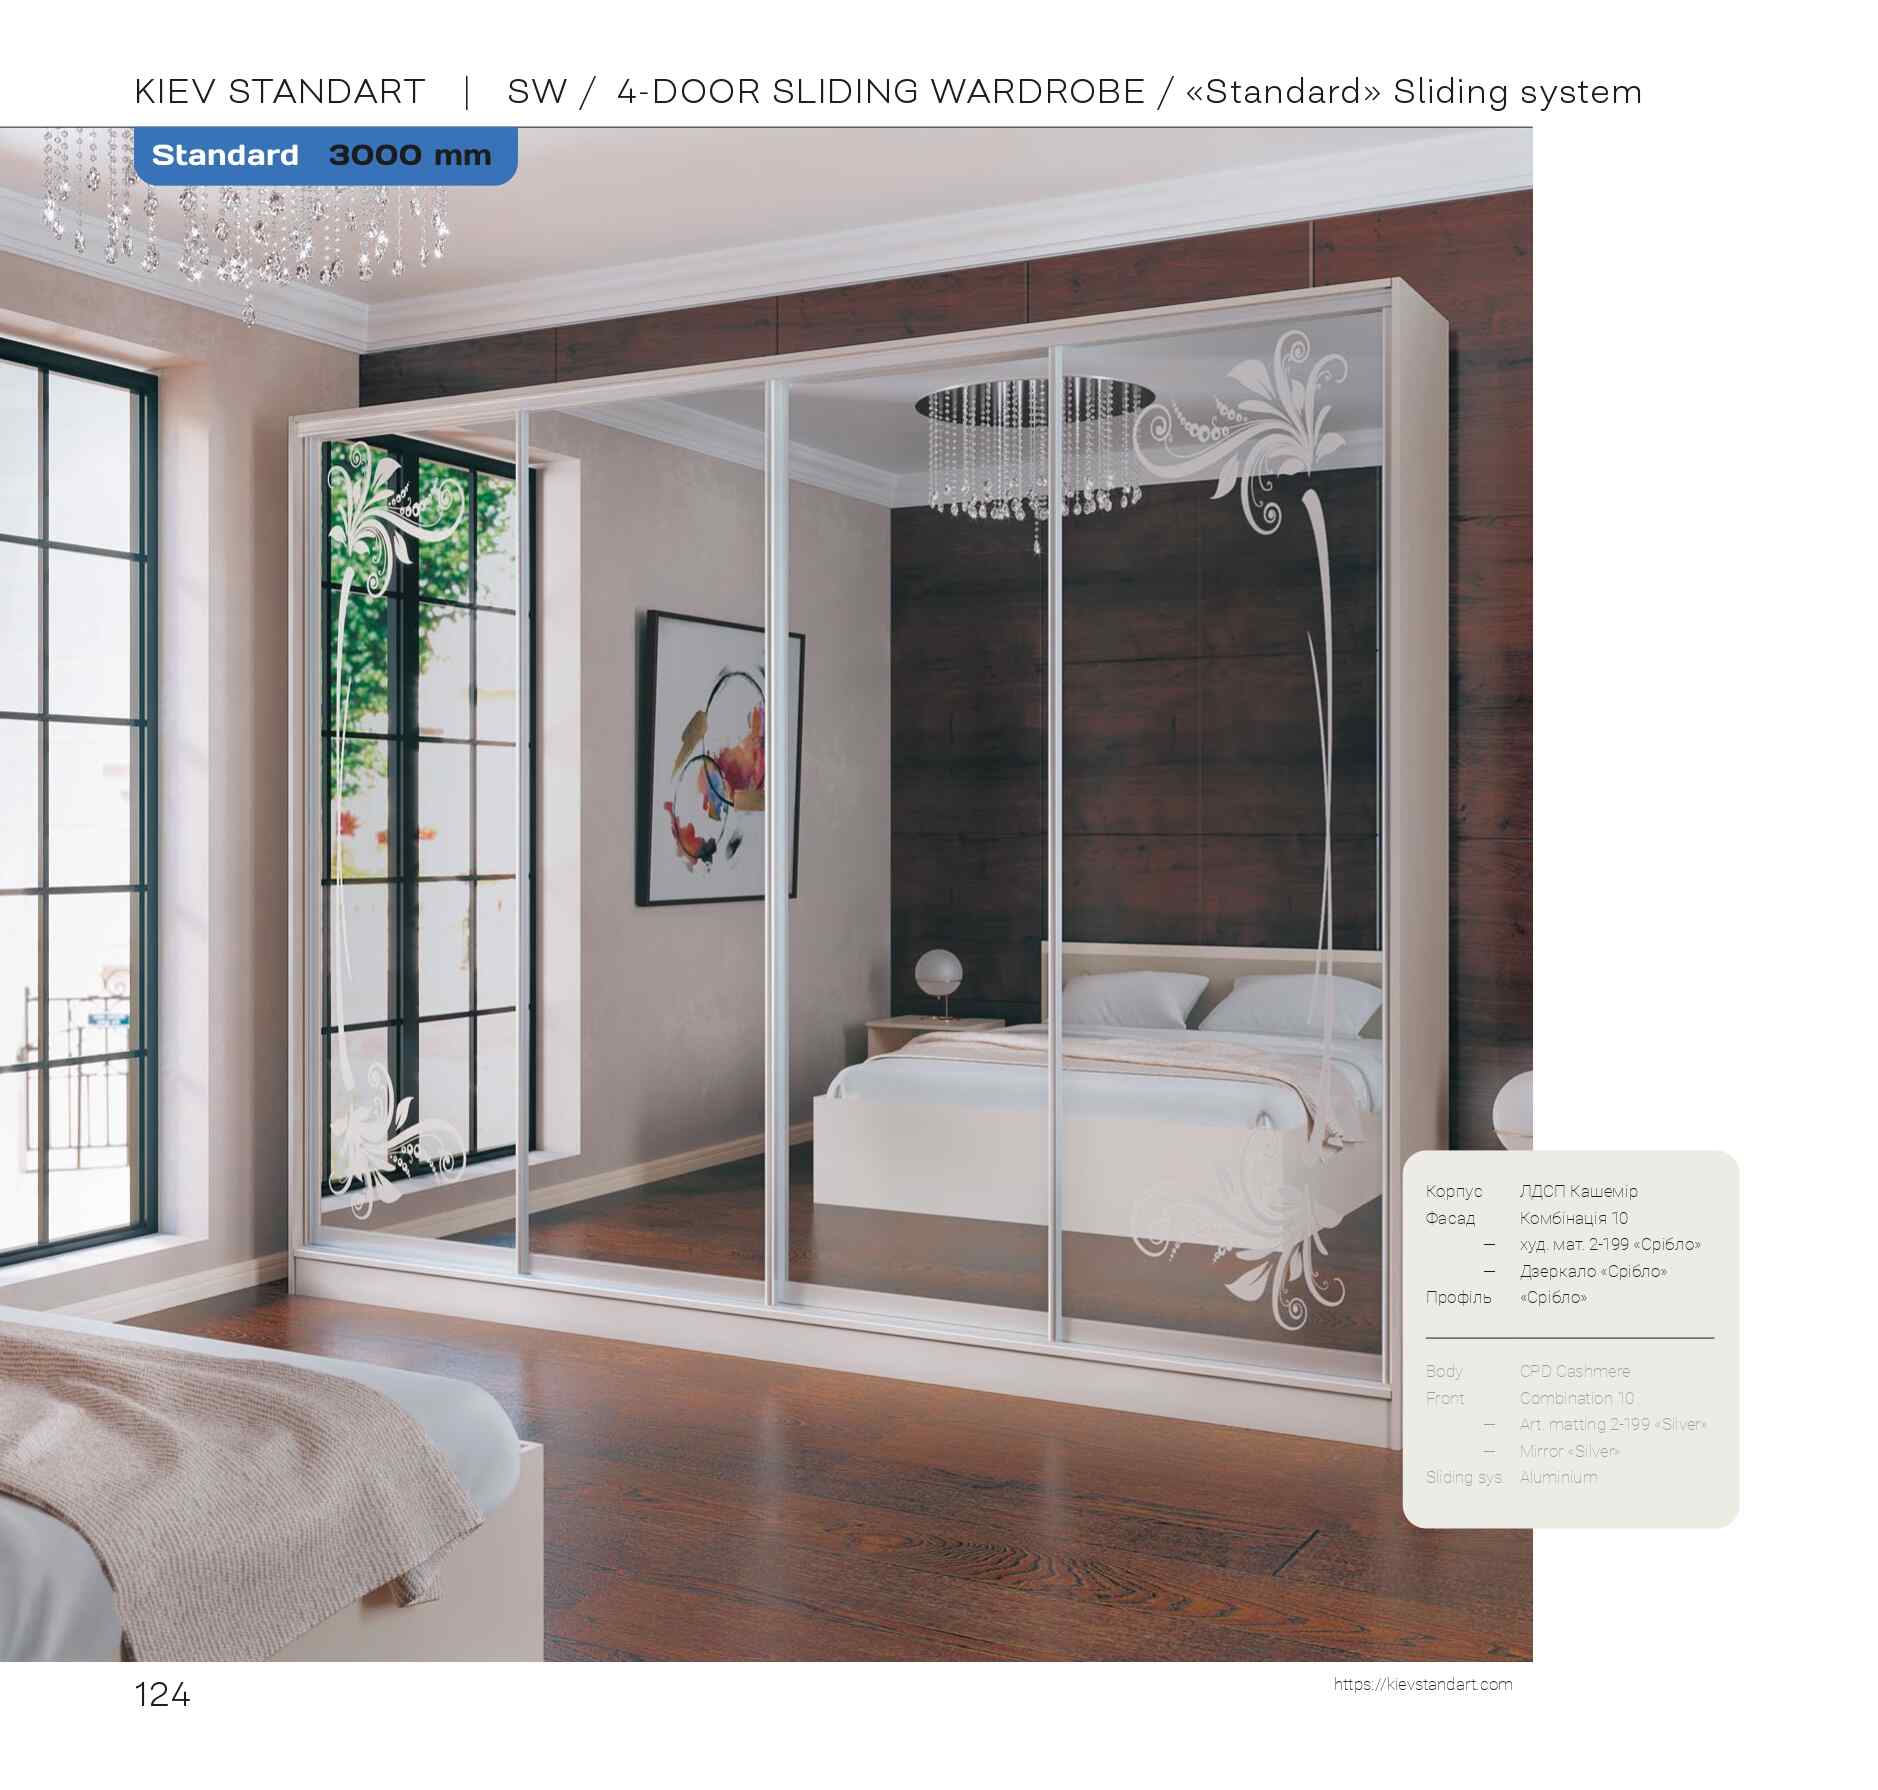 KIEV STANDART | SW / 4-DOOR SLIDING WARDROBE / «Standard» Sliding system
Standard 3000 mm
Корпус ЛДСП Кашемір
Фасад Комбінація 10
— худ. мат. 2-199 «Срібло»
— Дзеркало «Срібло»
Профіль «Срібло»
Body CPD Cashmere
Front Combination 10
— Art. matting 2-199 «Silver»
— Mirror «Silver»
Sliding sys. Aluminium
124
https://kievstandart.com